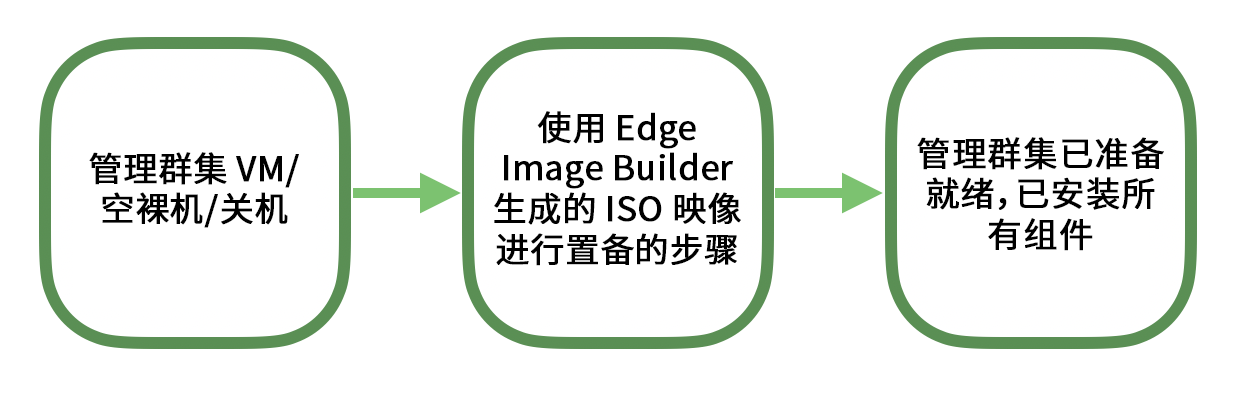 管理群集 VM/
空裸机/关机
使用 Edge
Image Builder
生成的 ISO 映像
进行置备的步骤
管理群集已准备
就绪，已安装所
有组件